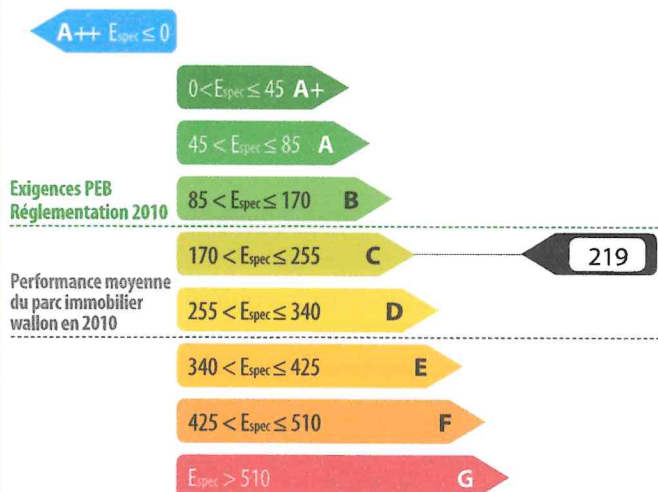 A++ Espec ≤ 0
0 < Espec ≤ 45 A+
45 < Espec ≤ 85 A
Exigences PEB
Réglementation 2010
85 < Espec ≤ 170 B
170 < Espec ≤ 255 C
219
Performance moyenne
du parc immobilier
wallon en 2010
255 < Espec ≤ 340 D
340 < Espec ≤ 425 E
425 < Espec ≤ 510 F
Espec > 510 G